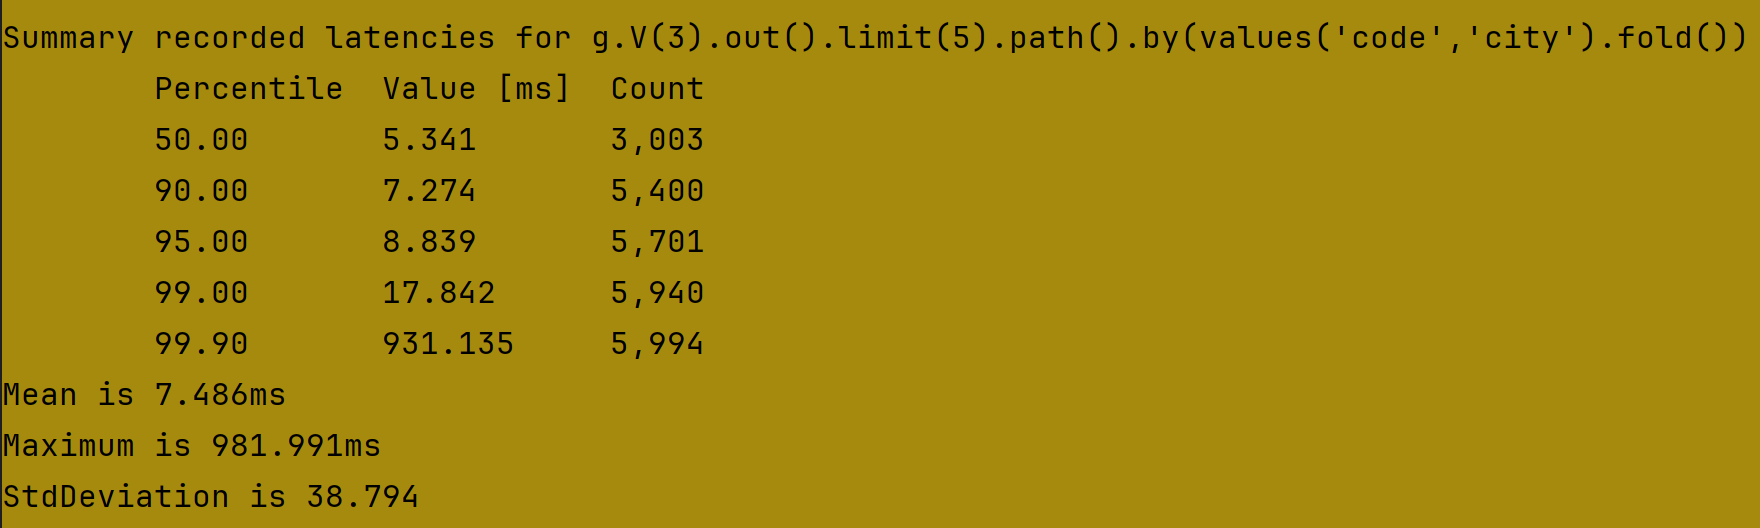 Summary recorded latencies for g.V(3).out().limit(5).path().by(values('code','city').fold())
Percentile  Value [ms]  Count
50.00       5.341       3,003
90.00       7.274       5,400
95.00       8.839       5,701
99.00       17.842      5,940
99.90       931.135     5,994
Mean is 7.486ms
Maximum is 981.991ms
StdDeviation is 38.794